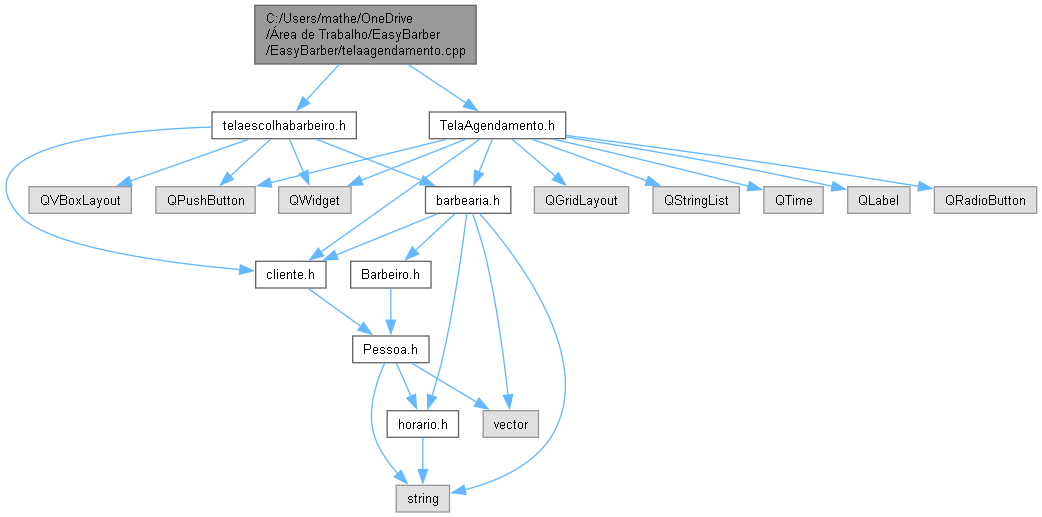 C:/Users/mathe/OneDrive
/Área de Trabalho/EasyBarber
/EasyBarber/telaagendamento.cpp
telaescolhabarbeiro.h
TelaAgendamento.h
QVBoxLayout
QPushButton
QWidget
barbearia.h
QGridLayout
QStringList
QTime
QLabel
QRadioButton
cliente.h
Barbeiro.h
Pessoa.h
horario.h
vector
string